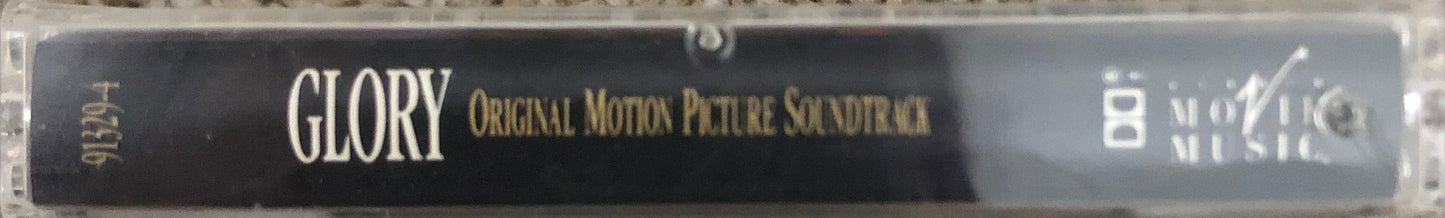 91329-4
GLORY ORIGINAL MOTION PICTURE SOUNDTRACK
MOVIE
MUSIC